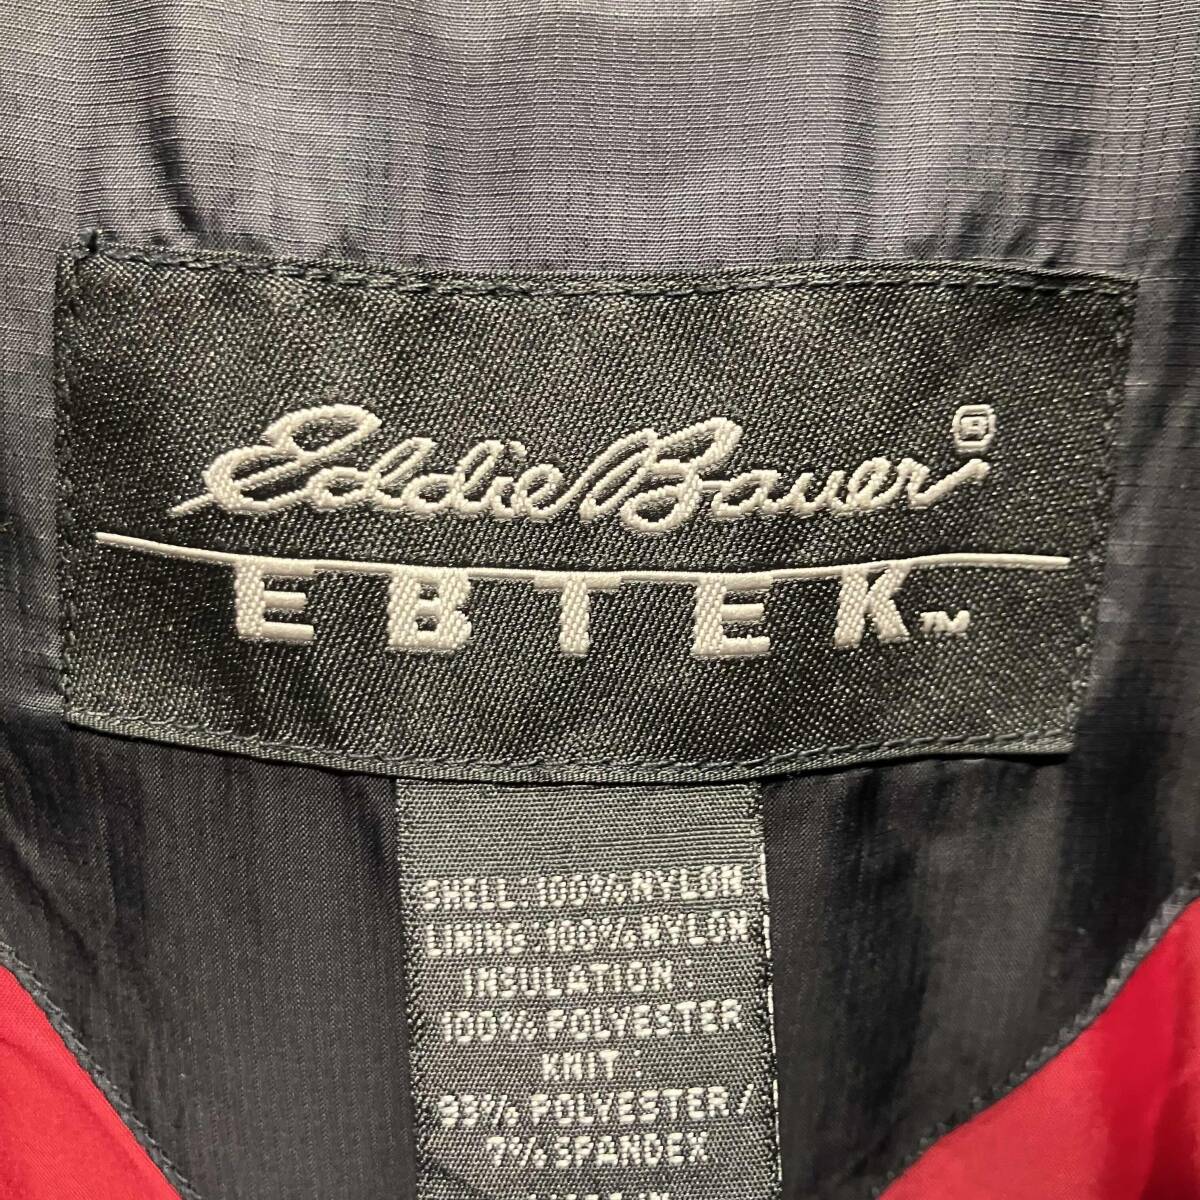 Eddie Bauer®
EBTEK™
SHELL:100%NYLON
LINING:100%NYLON
INSULATION:
100% POLYESTER
KNIT:
93% POLYESTER/
7% SPANDEX